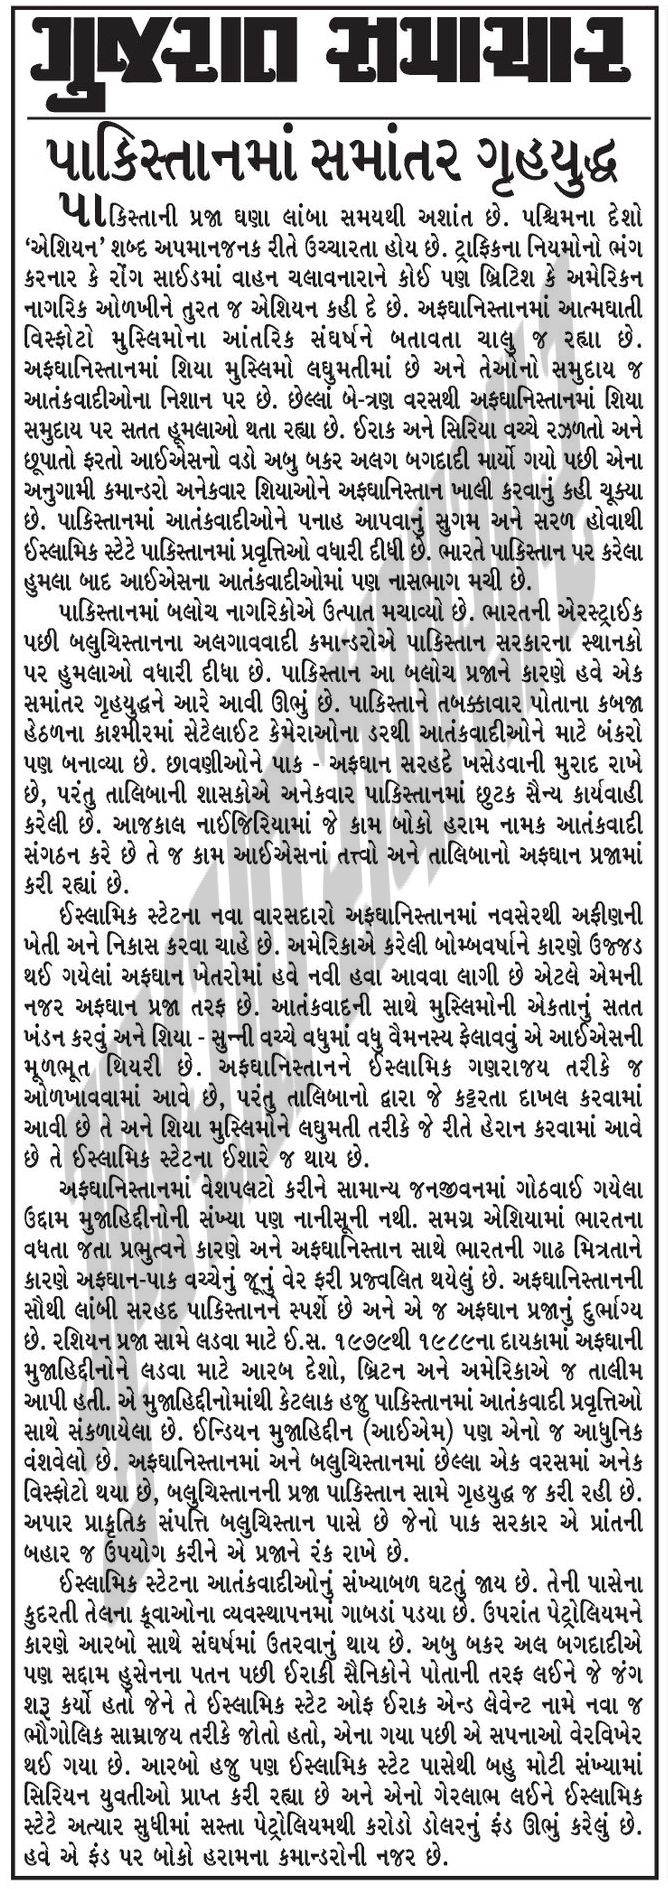 ગુજરાત સમાચાર
પાકિસ્તાનમાં સમાંતર ગૃહયુદ્ધ
પાકિસ્તાની પ્રજા ઘણા લાંબા સમયથી અશાંત છે. પશ્ચિમના દેશો
‘એશિયન’ શબ્દ અપમાનજનક રીતે ઉચ્ચારતા હોય છે. ટ્રાફિકના નિયમોનો ભંગ
કરનાર કે રોંગ સાઈડમાં વાહન ચલાવનારાને કોઈ પણ બ્રિટિશ કે અમેરિકન
નાગરિક ઓળખીને તુરત જ એશિયન કહી દે છે. અફઘાનિસ્તાનમાં આત્મઘાતી
વિસ્ફોટો મુસ્લિમોના આંતરિક સંઘર્ષને બતાવતા ચાલુ જ રહ્યા છે.
અફઘાનિસ્તાનમાં શિયા મુસ્લિમો લઘુમતીમાં છે અને તેઓનો સમુદાય જ
આતંકવાદીઓના નિશાન પર છે. છેલ્લાં બે-ત્રણ વરસથી અફઘાનિસ્તાનમાં શિયા
સમુદાય પર સતત હૂમલાઓ થતા રહ્યા છે. ઈરાક અને સિરિયા વચ્ચે રઝળતો અને
છૂપાતો ફરતો આઈએસનો વડો અબુ બકર અલગ બગદાદી માર્યો ગયો પછી એના
અનુગામી કમાન્ડરો અનેકવાર શિયાઓને અફઘાનિસ્તાન ખાલી કરવાનું કહી ચૂક્યા
છે. પાકિસ્તાનમાં આતંકવાદીઓને પનાહ આપવાનું સુગમ અને સરળ હોવાથી
ઈસ્લામિક સ્ટેટે પાકિસ્તાનમાં પ્રવૃત્તિઓ વધારી દીધી છે. ભારતે પાકિસ્તાન પર કરેલા
હુમલા બાદ આઈએસના આતંકવાદીઓમાં પણ નાસભાગ મચી છે.
પાકિસ્તાનમાં બલોચ નાગરિકોએ ઉત્પાત મચાવ્યો છે. ભારતની એરસ્ટ્રાઈક
પછી બલુચિસ્તાનના અલગાવવાદી કમાન્ડરોએ પાકિસ્તાન સરકારના સ્થાનકો
પર હુમલાઓ વધારી દીધા છે. પાકિસ્તાન આ બલોચ પ્રજાને કારણે હવે એક
સમાંતર ગૃહયુદ્ધને આરે આવી ઊભું છે. પાકિસ્તાને તબક્કાવાર પોતાના કબજા
હેઠળના કાશ્મીરમાં સેટેલાઈટ કેમેરાઓના ડરથી આતંકવાદીઓને માટે બંકરો
પણ બનાવ્યા છે. છાવણીઓને પાક - અફઘાન સરહદે ખસેડવાની મુરાદ રાખે
છે, પરંતુ તાલિબાની શાસકોએ અનેકવાર પાકિસ્તાનમાં છુટક સૈન્ય કાર્યવાહી
કરેલી છે. આજકાલ નાઈજિરિયામાં જે કામ બોકો હરામ નામક આતંકવાદી
સંગઠન કરે છે તે જ કામ આઈએસનાં તત્ત્વો અને તાલિબાનો અફઘાન પ્રજામાં
કરી રહ્યાં છે.
ઈસ્લામિક સ્ટેટના નવા વારસદારો અફઘાનિસ્તાનમાં નવસેરથી અફીણની
ખેતી અને નિકાસ કરવા ચાહે છે. અમેરિકાએ કરેલી બોમ્બવર્ષાને કારણે ઉજ્જડ
થઈ ગયેલાં અફઘાન ખેતરોમાં હવે નવી હવા આવવા લાગી છે એટલે એમની
નજર અફઘાન પ્રજા તરફ છે. આતંકવાદની સાથે મુસ્લિમોની એકતાનું સતત
ખંડન કરવું અને શિયા - સુન્ની વચ્ચે વધુમાં વધુ વૈમનસ્ય ફેલાવવું એ આઈએસની
મૂળભૂત થિયરી છે. અફઘાનિસ્તાનને ઈસ્લામિક ગણરાજ્ય તરીકે જ
ઓળખાવવામાં આવે છે, પરંતુ તાલિબાનો દ્વારા જે કટ્ટરતા દાખલ કરવામાં
આવી છે તે અને શિયા મુસ્લિમોને લઘુમતી તરીકે જે રીતે હેરાન કરવામાં આવે
છે તે ઈસ્લામિક સ્ટેટના ઈશારે જ થાય છે.
અફઘાનિસ્તાનમાં વેશપલટો કરીને સામાન્ય જનજીવનમાં ગોઠવાઈ ગયેલા
ઉદ્દામ મુજાહિદ્દીનોની સંખ્યા પણ નાનીસૂની નથી. સમગ્ર એશિયામાં ભારતના
વધતા જતા પ્રભુત્વને કારણે અને અફઘાનિસ્તાન સાથે ભારતની ગાઢ મિત્રતાને
કારણે અફઘાન-પાક વચ્ચેનું જૂનું વેર ફરી પ્રજ્વલિત થયેલું છે. અફઘાનિસ્તાનની
સૌથી લાંબી સરહદ પાકિસ્તાનને સ્પર્શે છે અને એ જ અફઘાન પ્રજાનું દુર્ભાગ્ય
છે. રશિયન પ્રજા સામે લડવા માટે ઈ.સ. ૧૯૭૯થી ૧૯૮૯ના દાયકામાં અફઘાની
મુજાહિદ્દીનોને લડવા માટે આરબ દેશો, બ્રિટન અને અમેરિકાએ જ તાલીમ
આપી હતી. એ મુજાહિદ્દીનોમાંથી કેટલાક હજુ પાકિસ્તાનમાં આતંકવાદી પ્રવૃત્તિઓ
સાથે સંકળાયેલા છે. ઈન્ડિયન મુજાહિદ્દીન (આઈએમ) પણ એનો જ આધુનિક
વંશવેલો છે. અફઘાનિસ્તાનમાં અને બલુચિસ્તાનમાં છેલ્લા એક વરસમાં અનેક
વિસ્ફોટો થયા છે, બલુચિસ્તાનની પ્રજા પાકિસ્તાન સામે ગૃહયુદ્ધ જ કરી રહી છે.
અપાર પ્રાકૃતિક સંપત્તિ બલુચિસ્તાન પાસે છે જેનો પાક સરકાર એ પ્રાંતની
બહાર જ ઉપયોગ કરીને એ પ્રજાને રંક રાખે છે.
ઈસ્લામિક સ્ટેટના આતંકવાદીઓનું સંખ્યાબળ ઘટતું જાય છે. તેની પાસેના
કુદરતી તેલના કૂવાઓના વ્યવસ્થાપનમાં ગાબડાં પડયા છે. ઉપરાંત પેટ્રોલિયમને
કારણે આરબો સાથે સંઘર્ષમાં ઉતરવાનું થાય છે. અબુ બકર અલ બગદાદીએ
પણ સદ્દામ હુસેનના પતન પછી ઈરાકી સૈનિકોને પોતાની તરફ લઈને જે જંગ
શરૂ કર્યો હતો જેને તે ઈસ્લામિક સ્ટેટ ઓફ ઈરાક એન્ડ લેવેન્ટ નામે નવા જ
ભૌગોલિક સામ્રાજ્ય તરીકે જોતો હતો, એના ગયા પછી એ સપનાઓ વેરવિખેર
થઈ ગયા છે. આરબો હજુ પણ ઈસ્લામિક સ્ટેટ પાસેથી બહુ મોટી સંખ્યામાં
સિરિયન યુવતીઓ પ્રાપ્ત કરી રહ્યા છે અને એનો ગેરલાભ લઈને ઈસ્લામિક
સ્ટેટે અત્યાર સુધીમાં સસ્તા પેટ્રોલિયમથી કરોડો ડોલરનું ફંડ ઊભું કરેલું છે.
હવે એ ફંડ પર બોકો હરામના કમાન્ડરોની નજર છે.